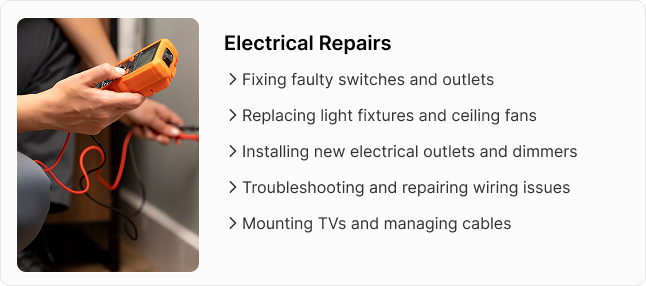 Electrical Repairs
Fixing faulty switches and outlets
Replacing light fixtures and ceiling fans
Installing new electrical outlets and dimmers
Troubleshooting and repairing wiring issues
Mounting TVs and managing cables